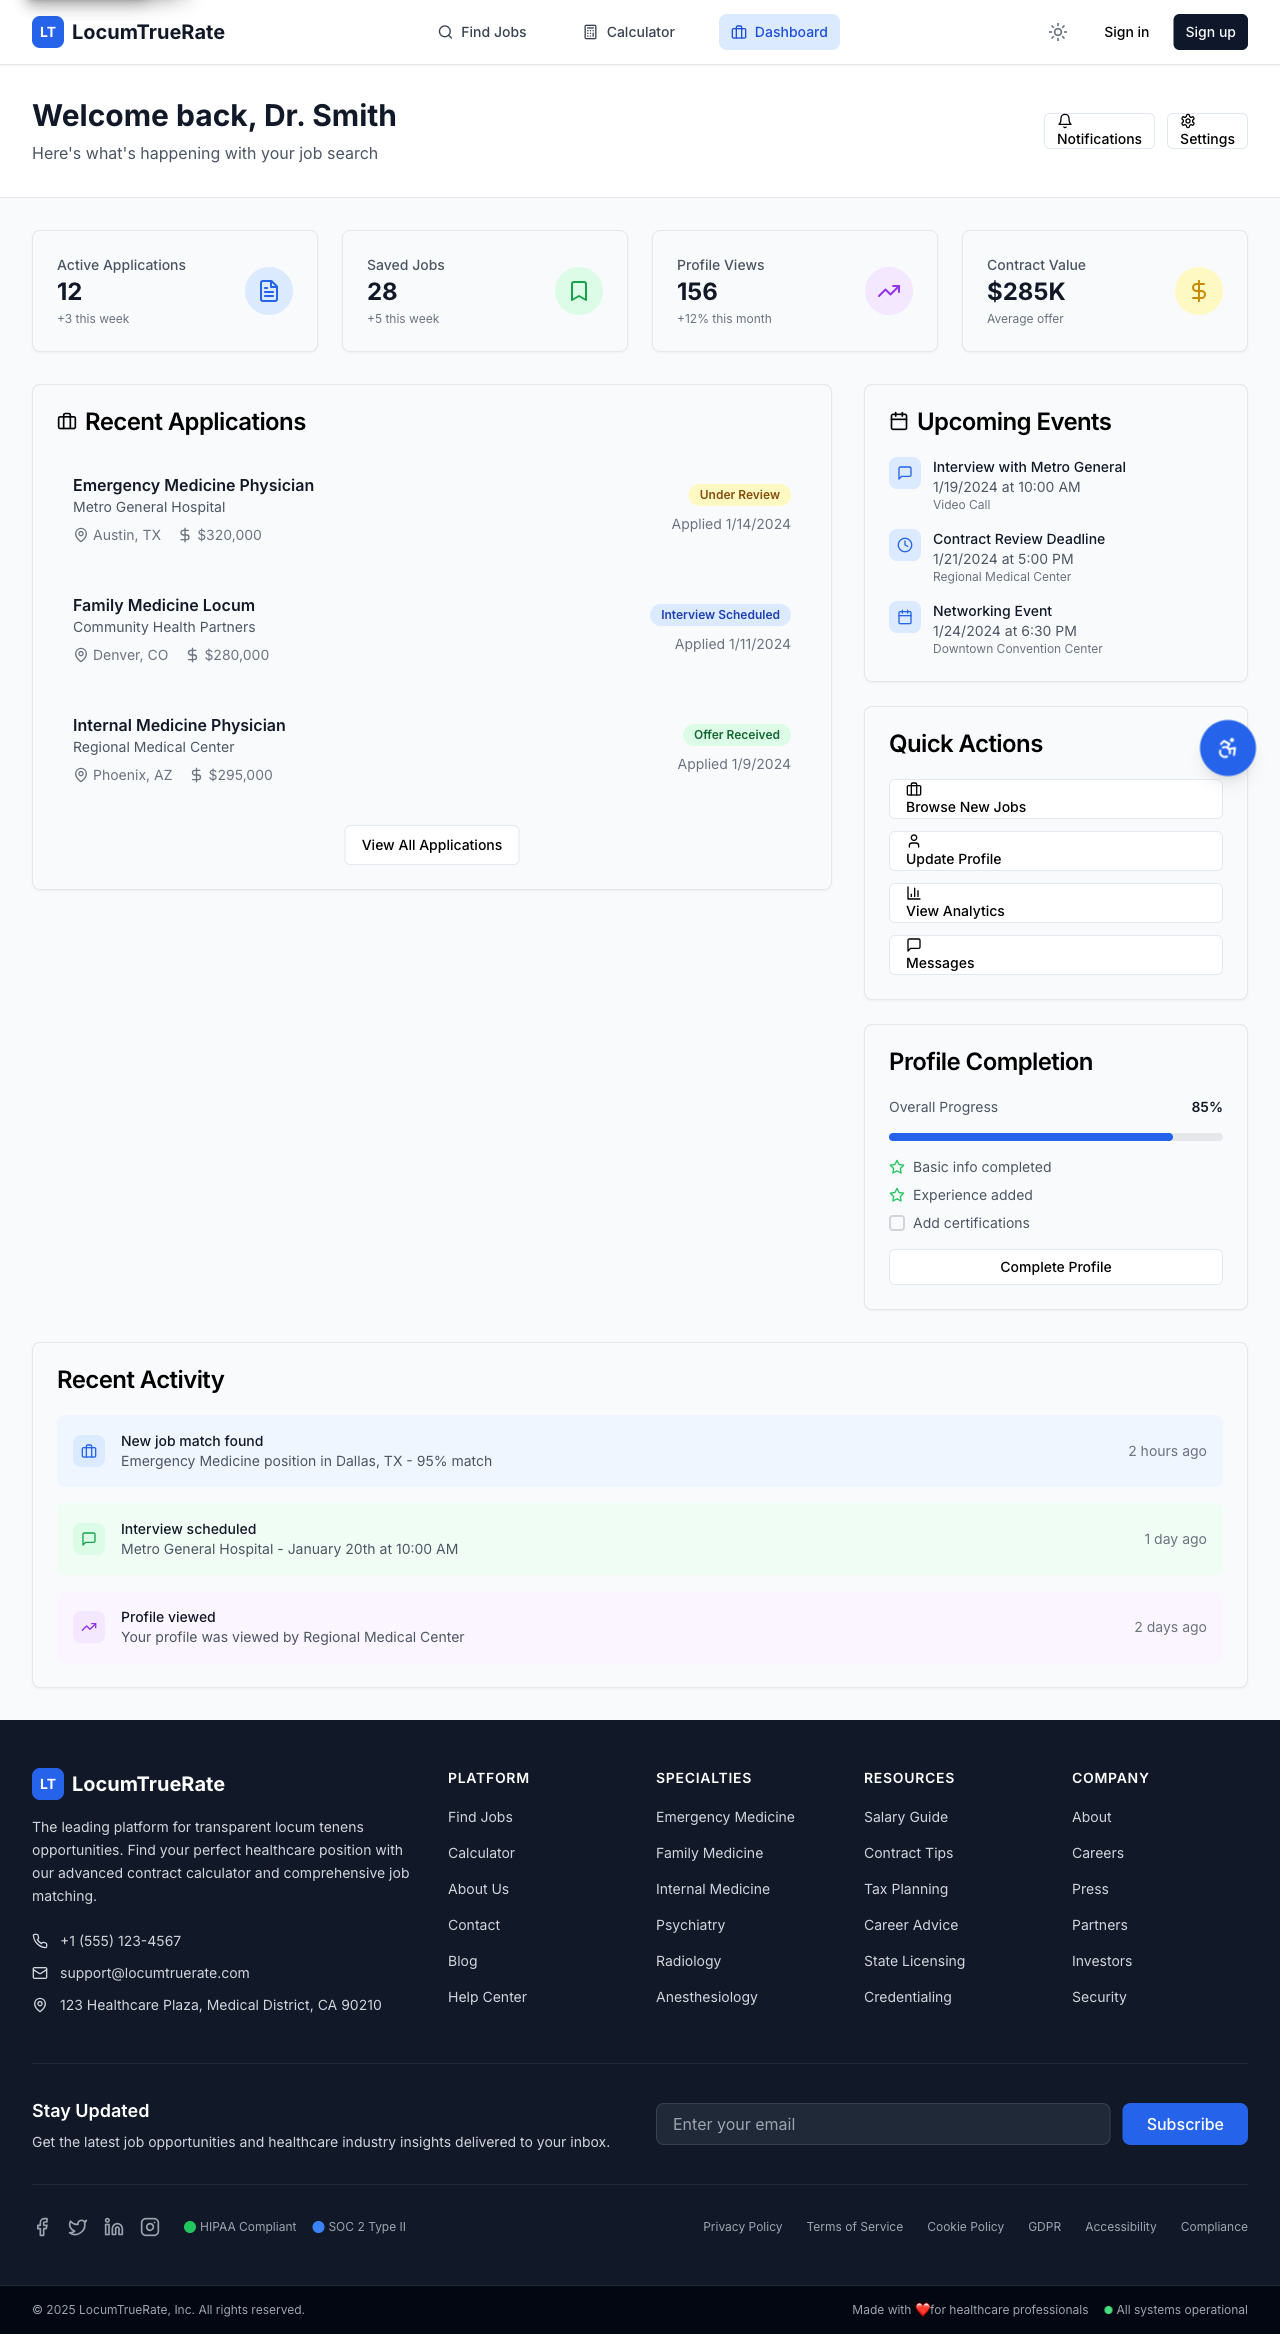 LT LocumTrueRate
Find Jobs
Calculator
Dashboard
Sign in
Sign up
Welcome back, Dr. Smith
Here's what's happening with your job search
Notifications
Settings
Active Applications
12
+3 this week
Saved Jobs
28
+5 this week
Profile Views
156
+12% this month
Contract Value
$285K
Average offer
Recent Applications
Emergency Medicine Physician
Metro General Hospital
Austin, TX $320,000
Under Review
Applied 1/14/2024
Family Medicine Locum
Community Health Partners
Denver, CO $280,000
Interview Scheduled
Applied 1/11/2024
Internal Medicine Physician
Regional Medical Center
Phoenix, AZ $295,000
Offer Received
Applied 1/9/2024
View All Applications
Upcoming Events
Interview with Metro General
1/19/2024 at 10:00 AM
Video Call
Contract Review Deadline
1/21/2024 at 5:00 PM
Regional Medical Center
Networking Event
1/24/2024 at 6:30 PM
Downtown Convention Center
Quick Actions
Browse New Jobs
Update Profile
View Analytics
Messages
Profile Completion
Overall Progress 85%
Basic info completed
Experience added
Add certifications
Complete Profile
Recent Activity
New job match found
Emergency Medicine position in Dallas, TX - 95% match
2 hours ago
Interview scheduled
Metro General Hospital - January 20th at 10:00 AM
1 day ago
Profile viewed
Your profile was viewed by Regional Medical Center
2 days ago
LT LocumTrueRate
The leading platform for transparent locum tenens
opportunities. Find your perfect healthcare position with
our advanced contract calculator and comprehensive job
matching.
+1 (555) 123-4567
support@locumtruerate.com
123 Healthcare Plaza, Medical District, CA 90210
PLATFORM
Find Jobs
Calculator
About Us
Contact
Blog
Help Center
SPECIALTIES
Emergency Medicine
Family Medicine
Internal Medicine
Psychiatry
Radiology
Anesthesiology
RESOURCES
Salary Guide
Contract Tips
Tax Planning
Career Advice
State Licensing
Credentialing
COMPANY
About
Careers
Press
Partners
Investors
Security
Stay Updated
Get the latest job opportunities and healthcare industry insights delivered to your inbox.
Enter your email
Subscribe
HIPAA Compliant
SOC 2 Type II
Privacy Policy
Terms of Service
Cookie Policy
GDPR
Accessibility
Compliance
© 2025 LocumTrueRate, Inc. All rights reserved.
Made with ❤️for healthcare professionals
All systems operational